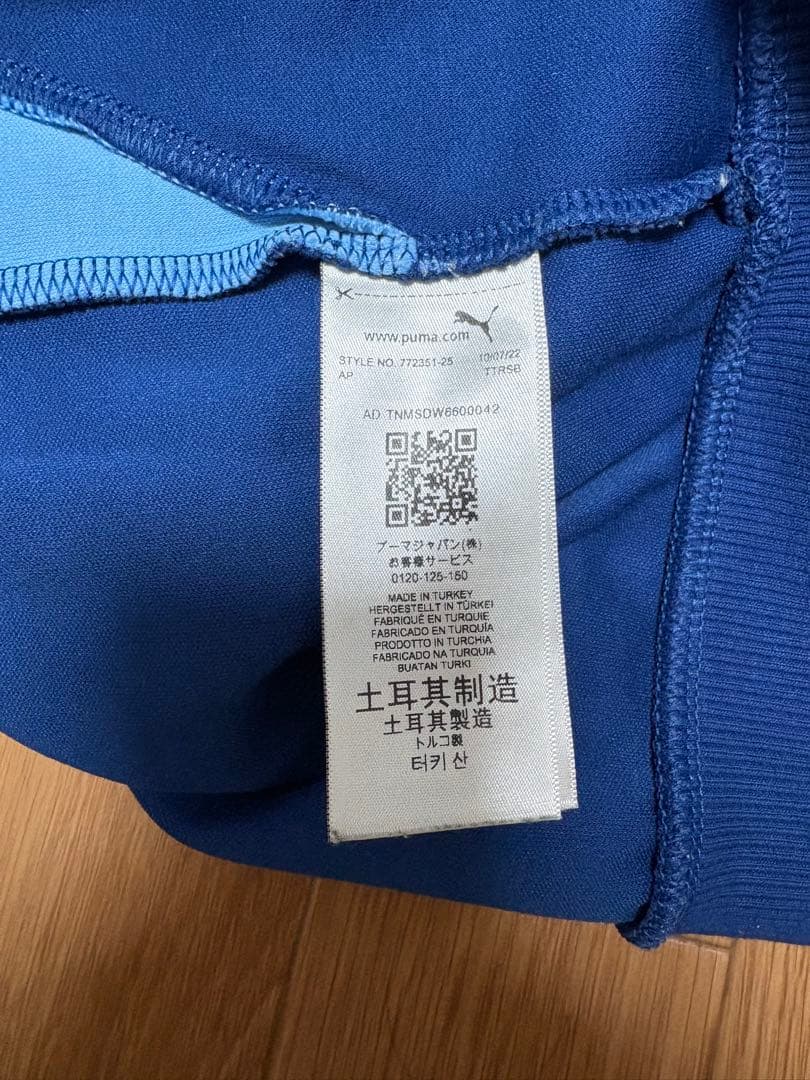 www.puma.com
STYLE NO. 772351-25 10/07/22
AP TTRSB
AD TNMSDW6600042
プーマジャパン(株)
お客様サービス
0120-125-150
MADE IN TURKEY
HERGESTELLT IN TÜRKEI
FABRIQUÉ EN TURQUIE
FABRICADO EN TURQUÍA
PRODOTTO IN TURCHIA
FABRICADO NA TURQUIA
BUATAN TURKI
土耳其制造
土耳其製造
トルコ製
터키 산